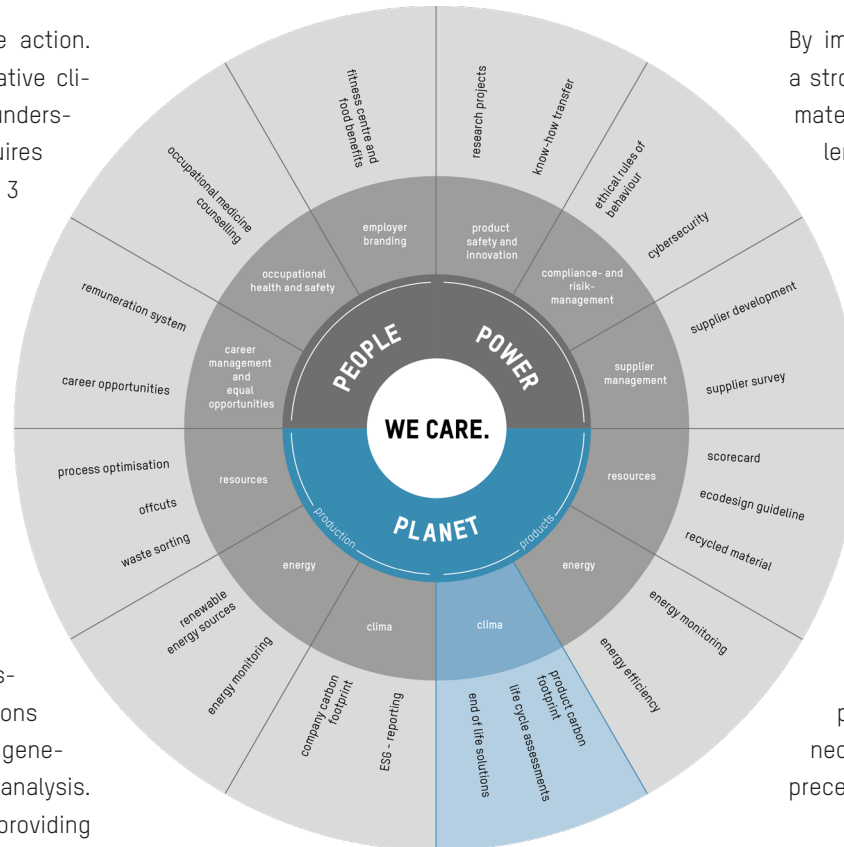 e action.
ative cli-
unders-
uires
3
By im
a stro
mate
ler
WE CARE.
PEOPLE
POWER
PLANET
production
products
employer
branding
fitness centre and
food benefits
occupational
health and safety
occupational medicine
counselling
career
management
and
equal
opportunities
remuneration system
career opportunities
product
safety and
innovation
research projects
know-how transfer
compliance- and
risik-
management
ethical rules of
behaviour
cybersecurity
supplier
management
supplier development
supplier survey
resources
scorecard
ecodesign guideline
recycled material
energy
energy monitoring
energy efficiency
clima
product carbon
footprint
life cycle assessments
end of life solutions
clima
ESG - reporting
company carbon
footprint
energy
energy monitoring
renewable
energy sources
resources
waste sorting
offcuts
process optimisation
s-
ons
gene-
analysis.
providing
p
nec
prece